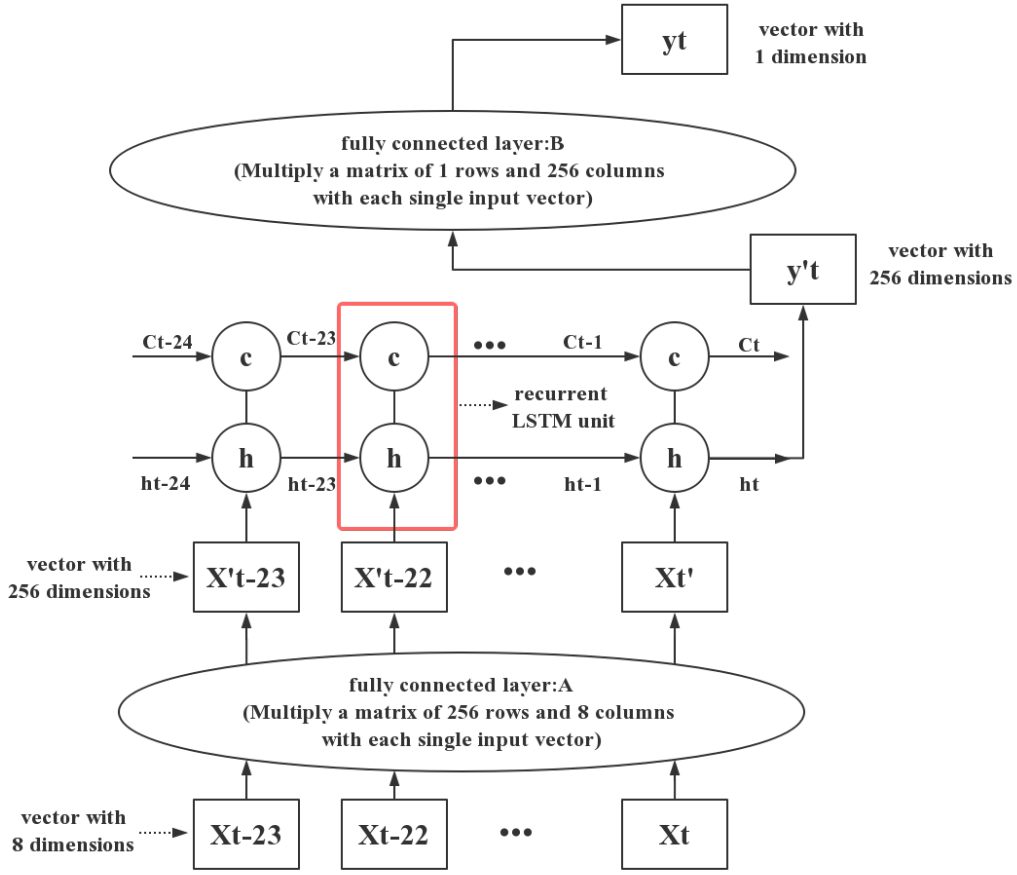 yt
vector with
1 dimension
fully connected layer:B
(Multiply a matrix of 1 rows and 256 columns
with each single input vector)
y't
vector with
256 dimensions
Ct-24
c
Ct-23
c
•••
Ct-1
c
Ct
recurrent
LSTM unit
ht-24
h
ht-23
h
•••
ht-1
h
ht
vector with
256 dimensions
X't-23
X't-22
•••
Xt'
fully connected layer:A
(Multiply a matrix of 256 rows and 8 columns
with each single input vector)
vector with
8 dimensions
Xt-23
Xt-22
•••
Xt